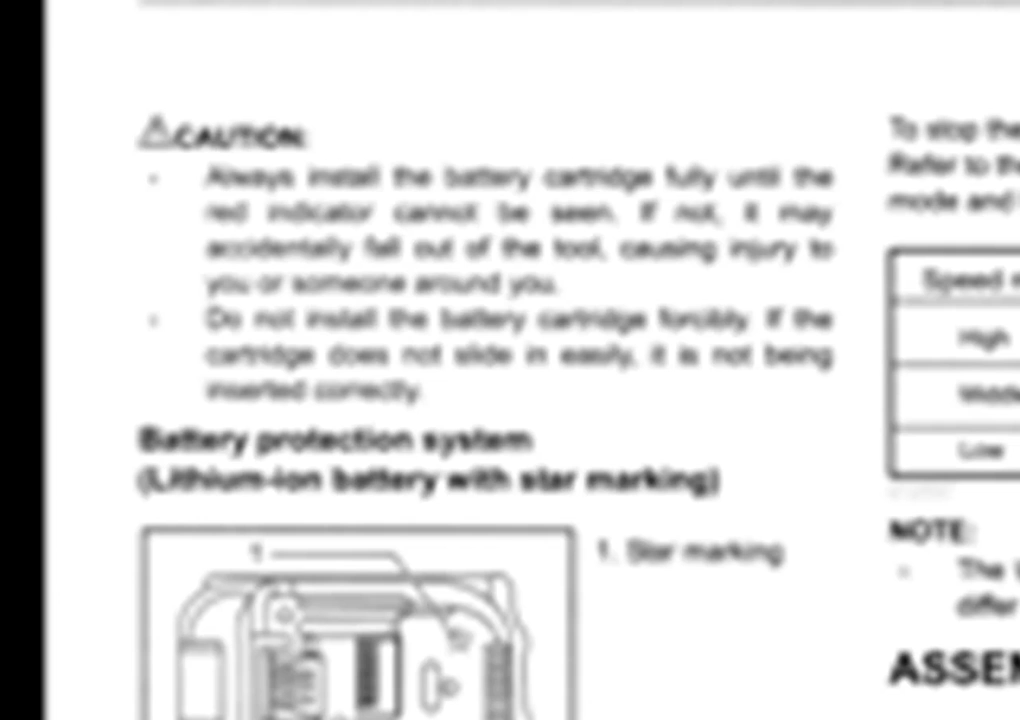 ⚠CAUTION:
- Always install the battery cartridge fully until the
red indicator cannot be seen. If not, it may
accidentally fall out of the tool, causing injury to
you or someone around you.
- Do not install the battery cartridge forcibly. If the
cartridge does not slide in easily, it is not being
inserted correctly.
Battery protection system
(Lithium-ion battery with star marking)
1
1. Star marking
To stop the
Refer to the
mode and
Speed
High
Middle
Low
NOTE:
- The
differ
ASSEM